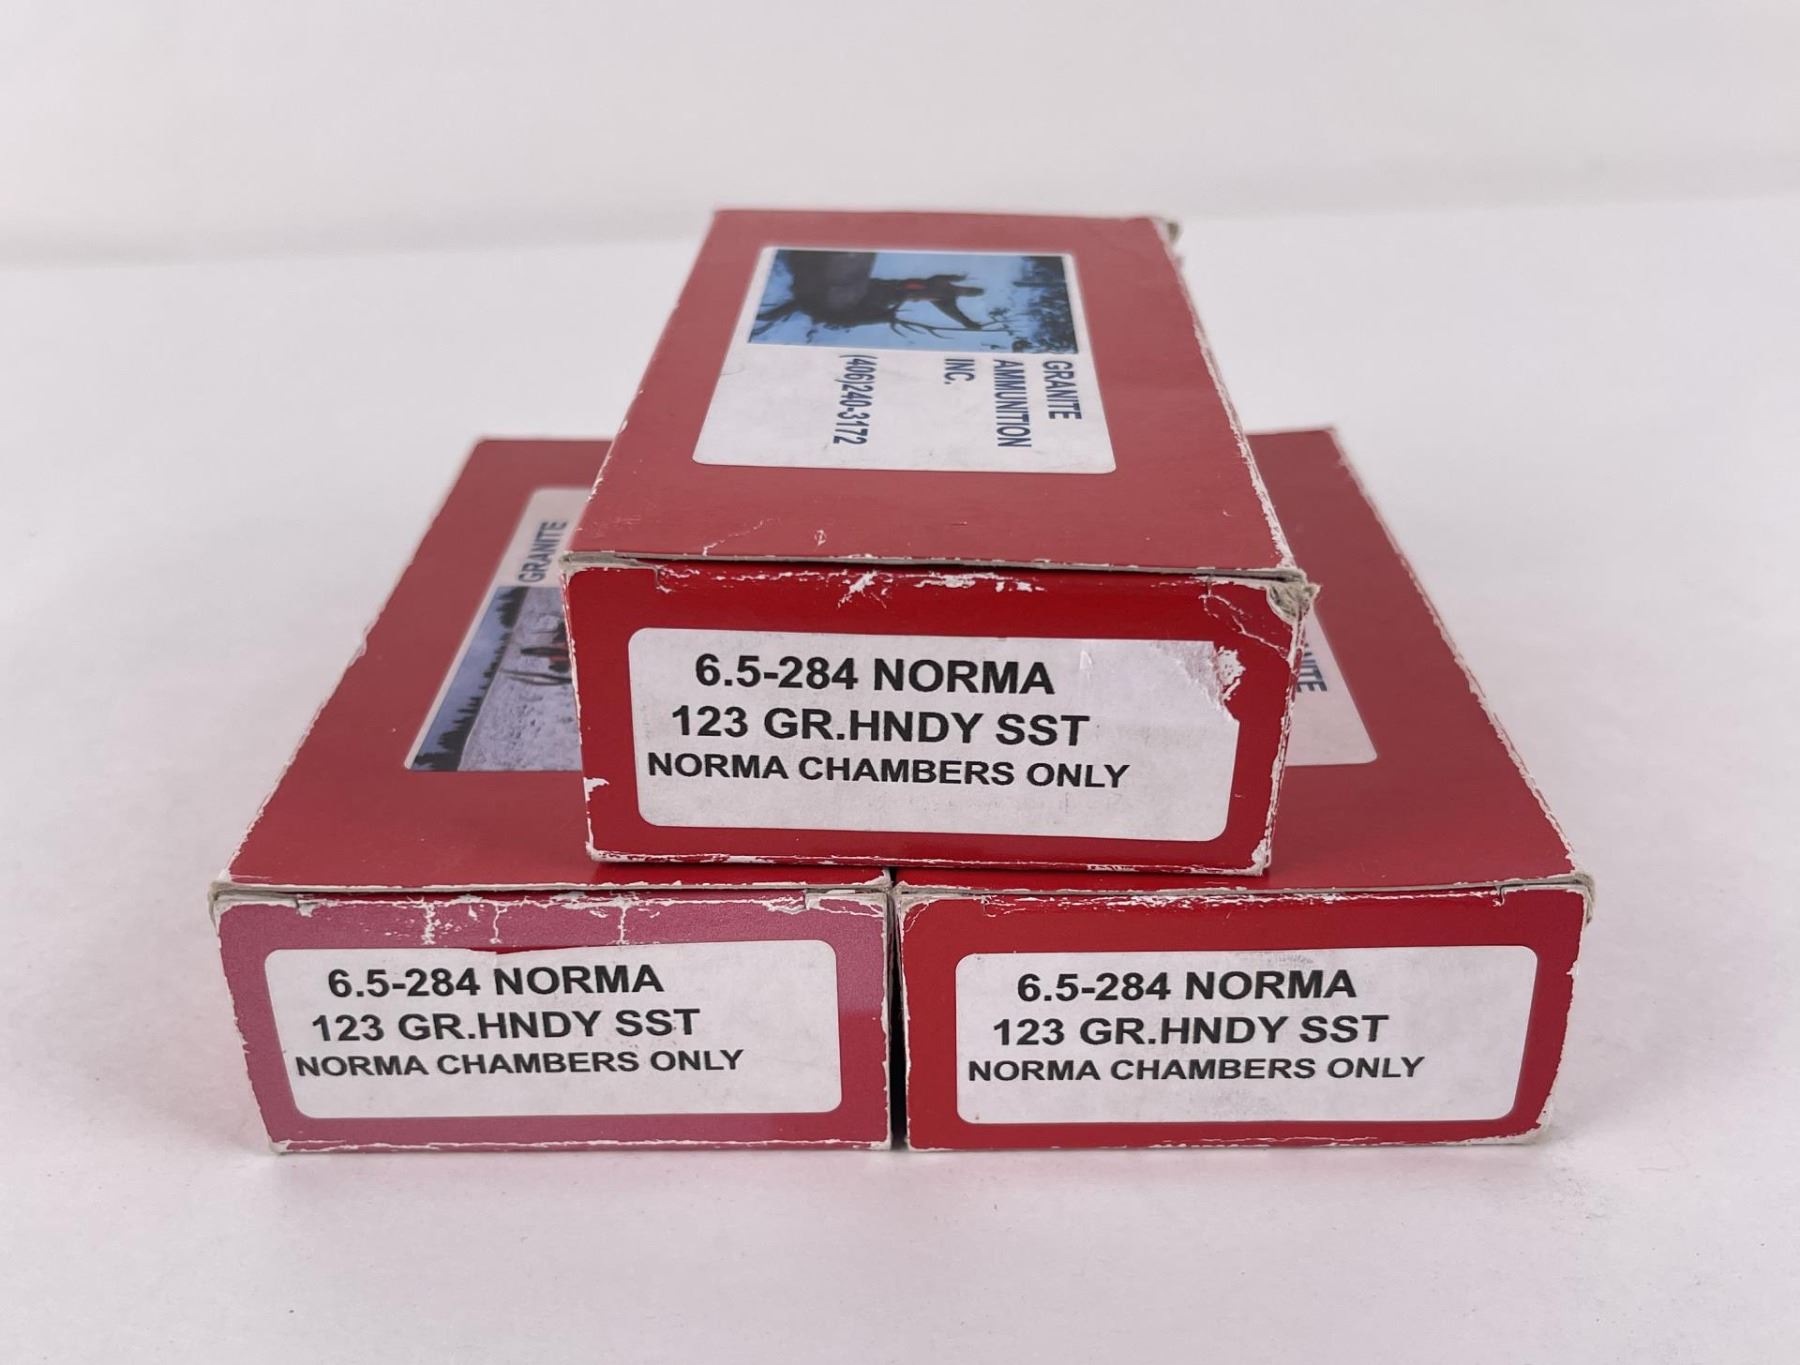 GRANITE
AMMUNITION
INC.
(406)240-3172
GRANITE
NITE
6.5-284 NORMA
123 GR.HNDY SST
NORMA CHAMBERS ONLY
6.5-284 NORMA
123 GR.HNDY SST
NORMA CHAMBERS ONLY
6.5-284 NORMA
123 GR.HNDY SST
NORMA CHAMBERS ONLY